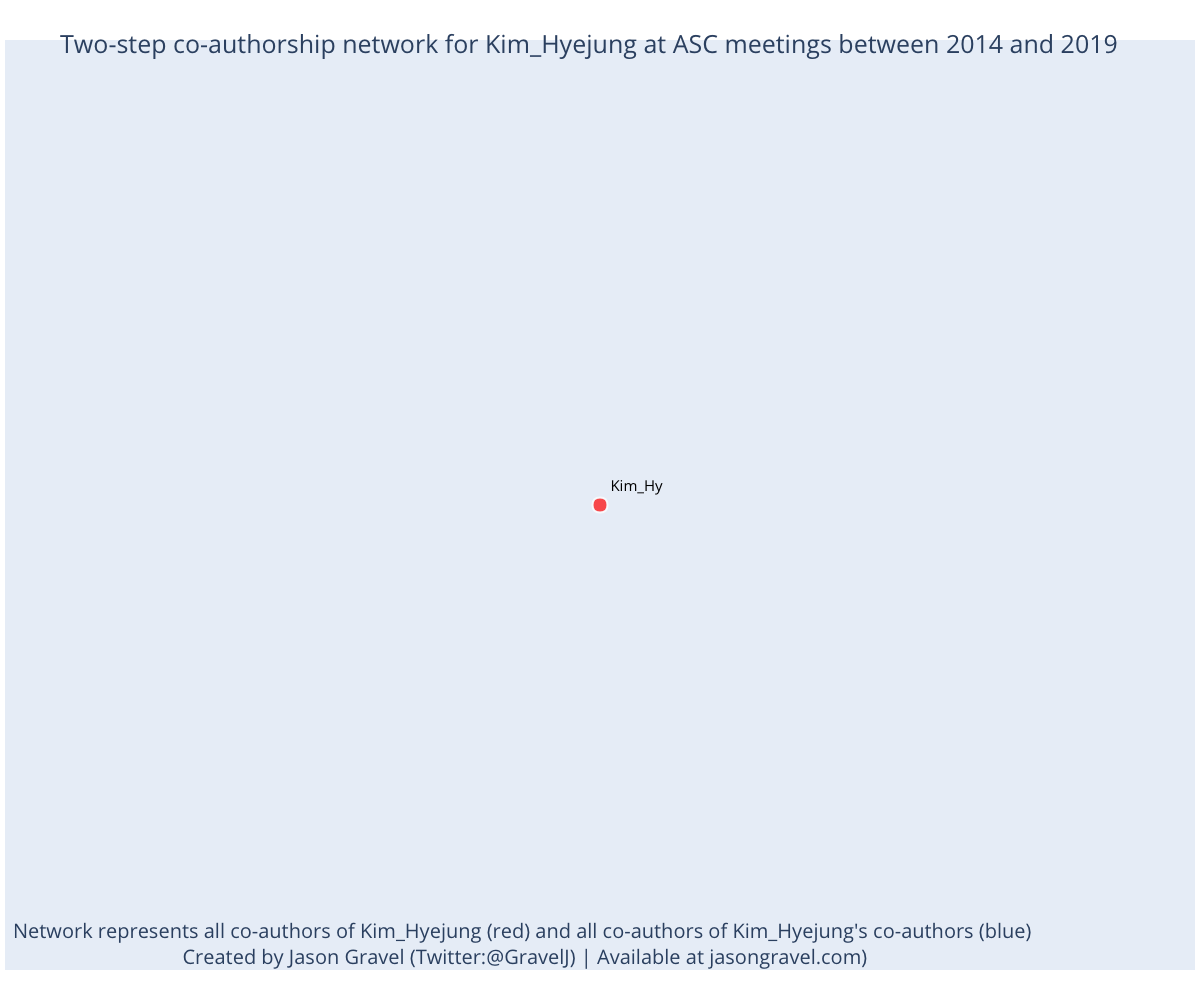 Two-step co-authorship network for Kim_Hyejung at ASC meetings between 2014 and 2019
Kim_Hy
Network represents all co-authors of Kim_Hyejung (red) and all co-authors of Kim_Hyejung's co-authors (blue)
Created by Jason Gravel (Twitter:@GravelJ) | Available at jasongravel.com)